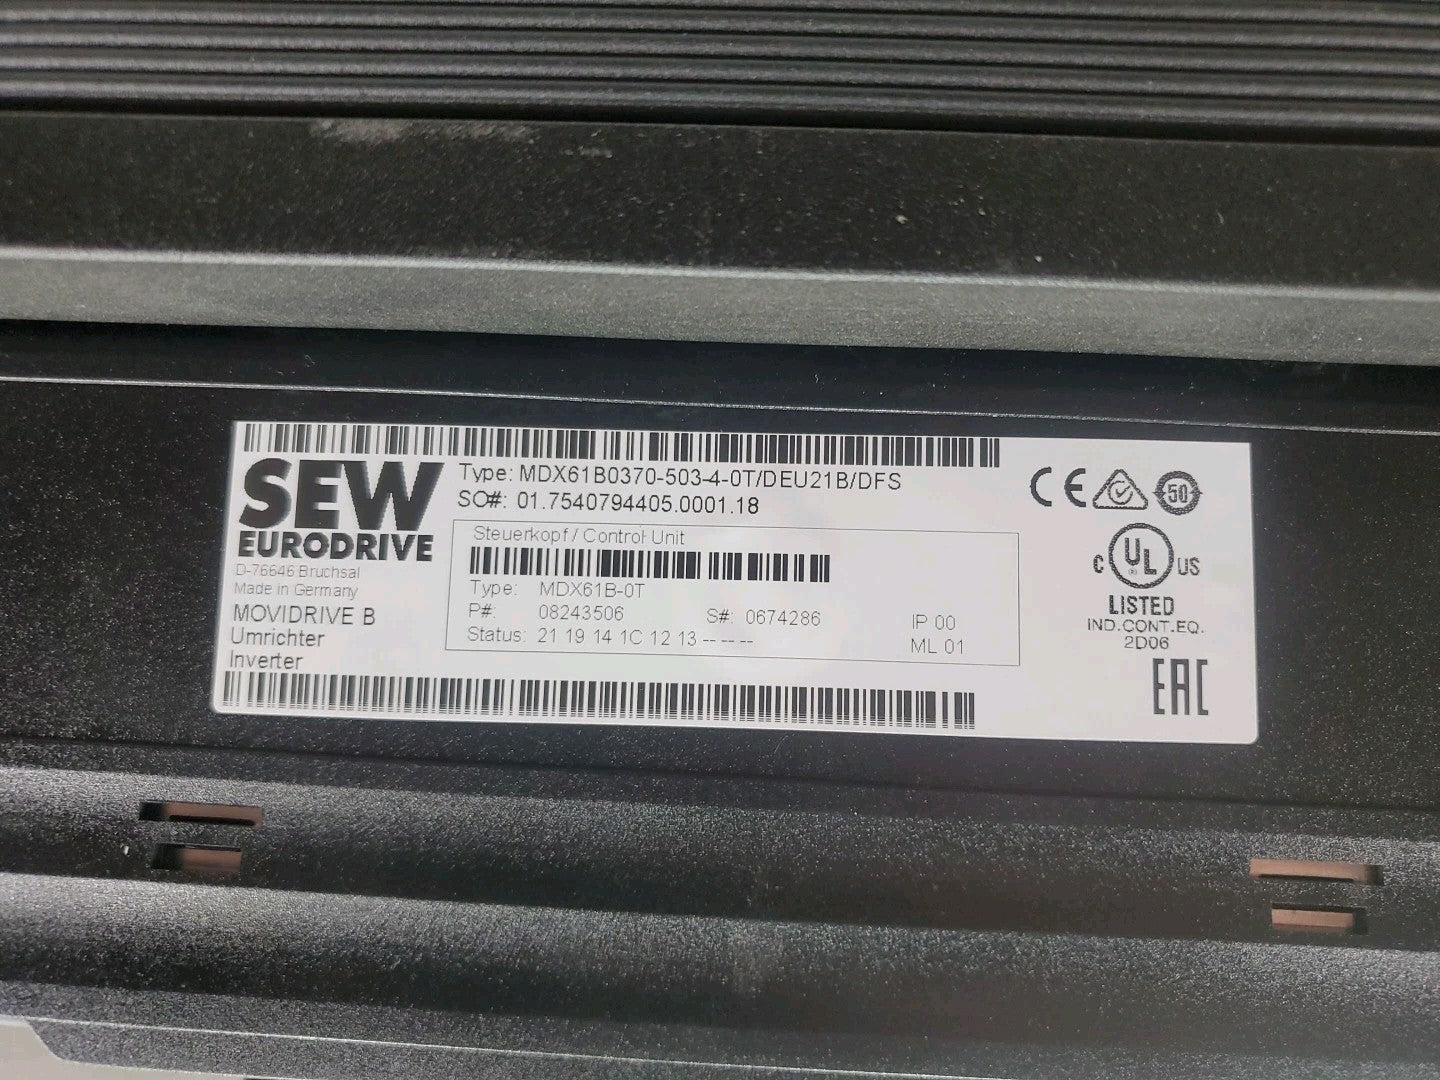 SEW
EURODRIVE
D-76646 Bruchsal
Made in Germany
MOVIDRIVE B
Umrichter
Inverter
Type: MDX61B0370-503-4-0T/DEU21B/DFS
SO#: 01.7540794405.0001.18
Steuerkopf / Control Unit
Type: MDX61B-0T
P#: 08243506 S#: 0674286 IP 00
Status: 21 19 14 1C 12 13 -- -- -- ML 01
CE 50
C UL US
LISTED
IND.CONT.EQ.
2D06
EAC